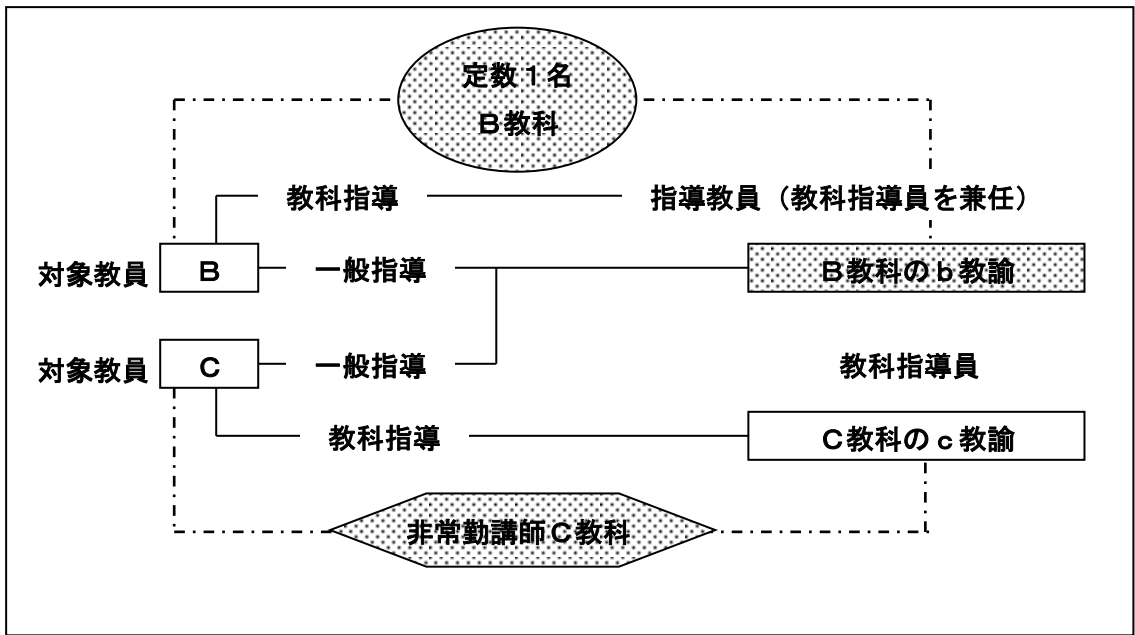 定数１名
Ｂ教科
教科指導
指導教員（教科指導員を兼任）
対象教員
Ｂ
一般指導
Ｂ教科のｂ教諭
対象教員
Ｃ
一般指導
教科指導員
教科指導
Ｃ教科のｃ教諭
非常勤講師Ｃ教科